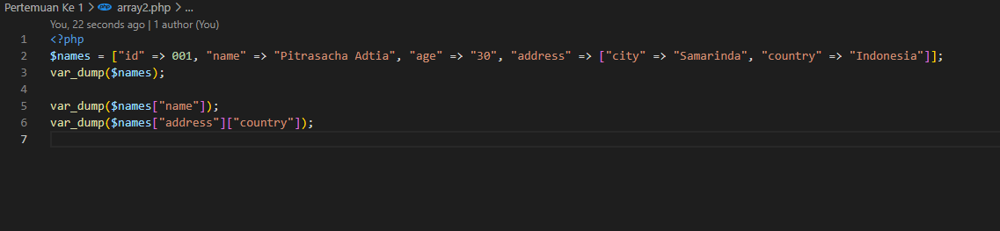 Pertemuan Ke 1 > php array2.php > ...
You, 22 seconds ago | 1 author (You)
1 <?php
2 $names = ["id" => 001, "name" => "Pitrasacha Adtia", "age" => "30", "address" => ["city" => "Samarinda", "country" => "Indonesia"]];
3 var_dump($names);
4
5 var_dump($names["name"]);
6 var_dump($names["address"]["country"]);
7